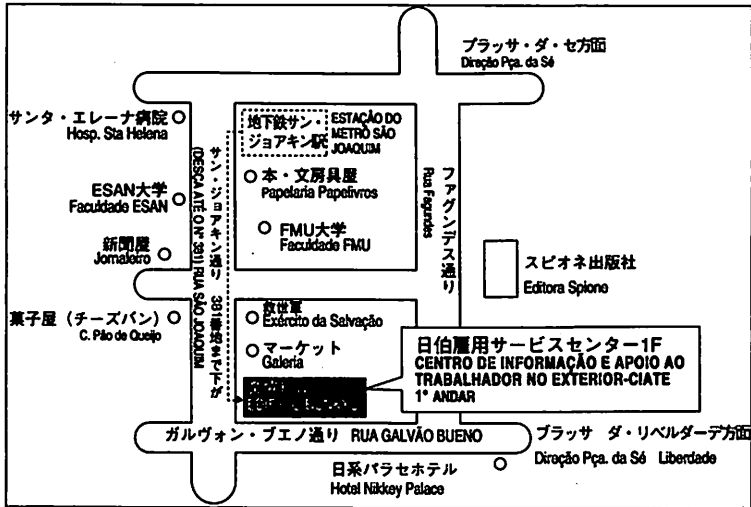 プラッサ・ダ・セ方面
Direção Pça. da Sé
サンタ・エレーナ病院
Hosp. Sta Helena
地下鉄サン・
ジョアキン駅
ESTAÇÃO DO
METRÔ SÃO
JOAQUIM
ESAN大学
Faculdade ESAN
本・文房具屋
Papelaria Papelivros
FMU大学
Faculdade FMU
新聞屋
Jornaleiro
サン・ジョアキン通り 381番地まで下が
(DESÇA ATÉ O Nº 381) RUA SÃO JOAQUIM
Rua Fagundes
ファグンデス通り
スピオネ出版社
Editora Spione
菓子屋(チーズパン)
C. Pão de Queijo
救世軍
Exército da Salvação
マーケット
Galeria
日伯雇用サービスセンター1F
CENTRO DE INFORMAÇÃO E APOIO AO
TRABALHADOR NO EXTERIOR-CIATE
1° ANDAR
ガルヴォン・ブエノ通り RUA GALVÃO BUENO
プラッサ ダ・リベルダーデ方面
Direção Pça. da Sé Liberdade
日系パラセホテル
Hotel Nikkey Palace